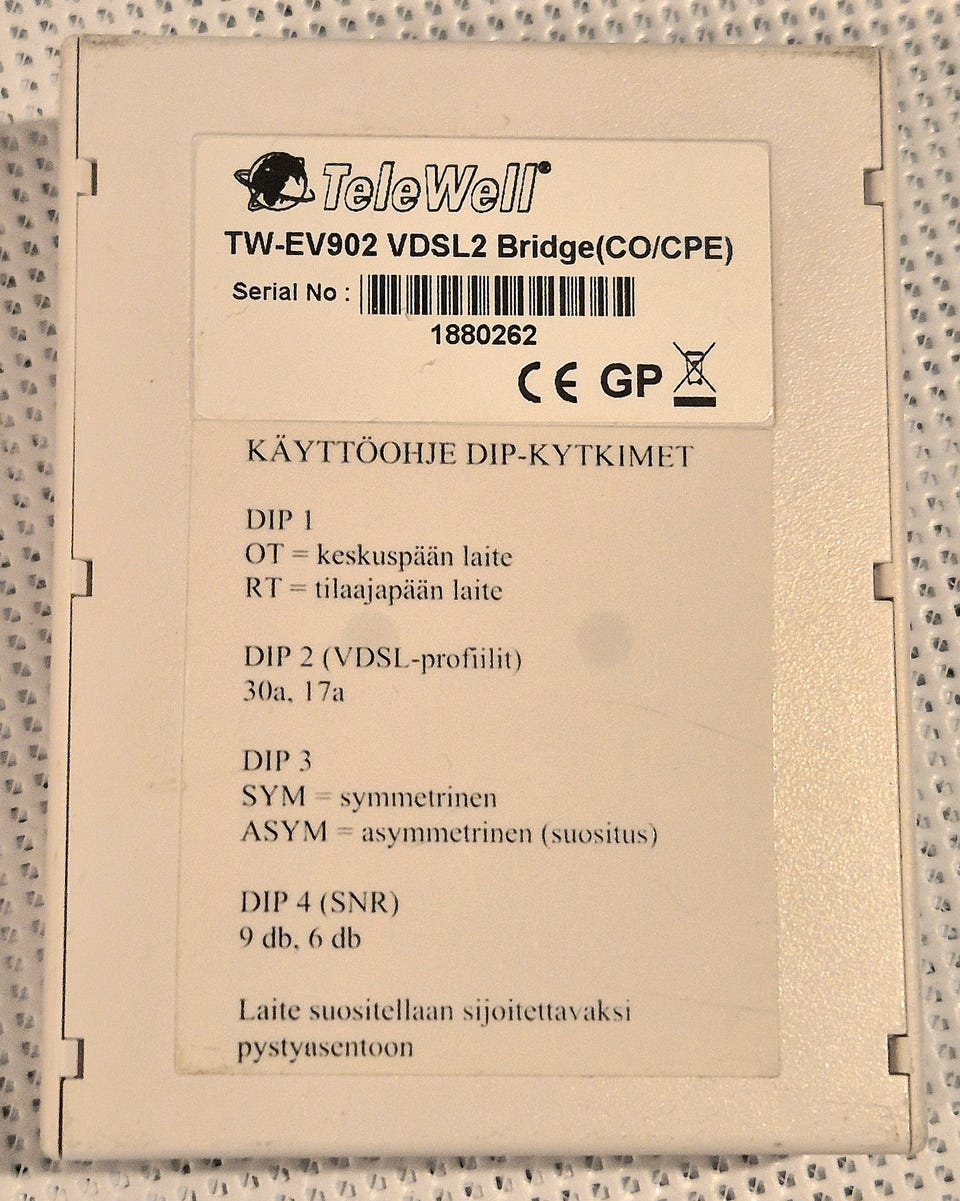 TeleWell®
TW-EV902 VDSL2 Bridge(CO/CPE)
Serial No :
1880262
CE GP
KÄYTTÖOHJE DIP-KYTKIMET
DIP 1
OT = keskuspään laite
RT = tilaajapään laite
DIP 2 (VDSL-profiilit)
30a, 17a
DIP 3
SYM = symmetrinen
ASYM = asymmetrinen (suositus)
DIP 4 (SNR)
9 db, 6 db
Laite suositellaan sijoitettavaksi
pystyasentoon